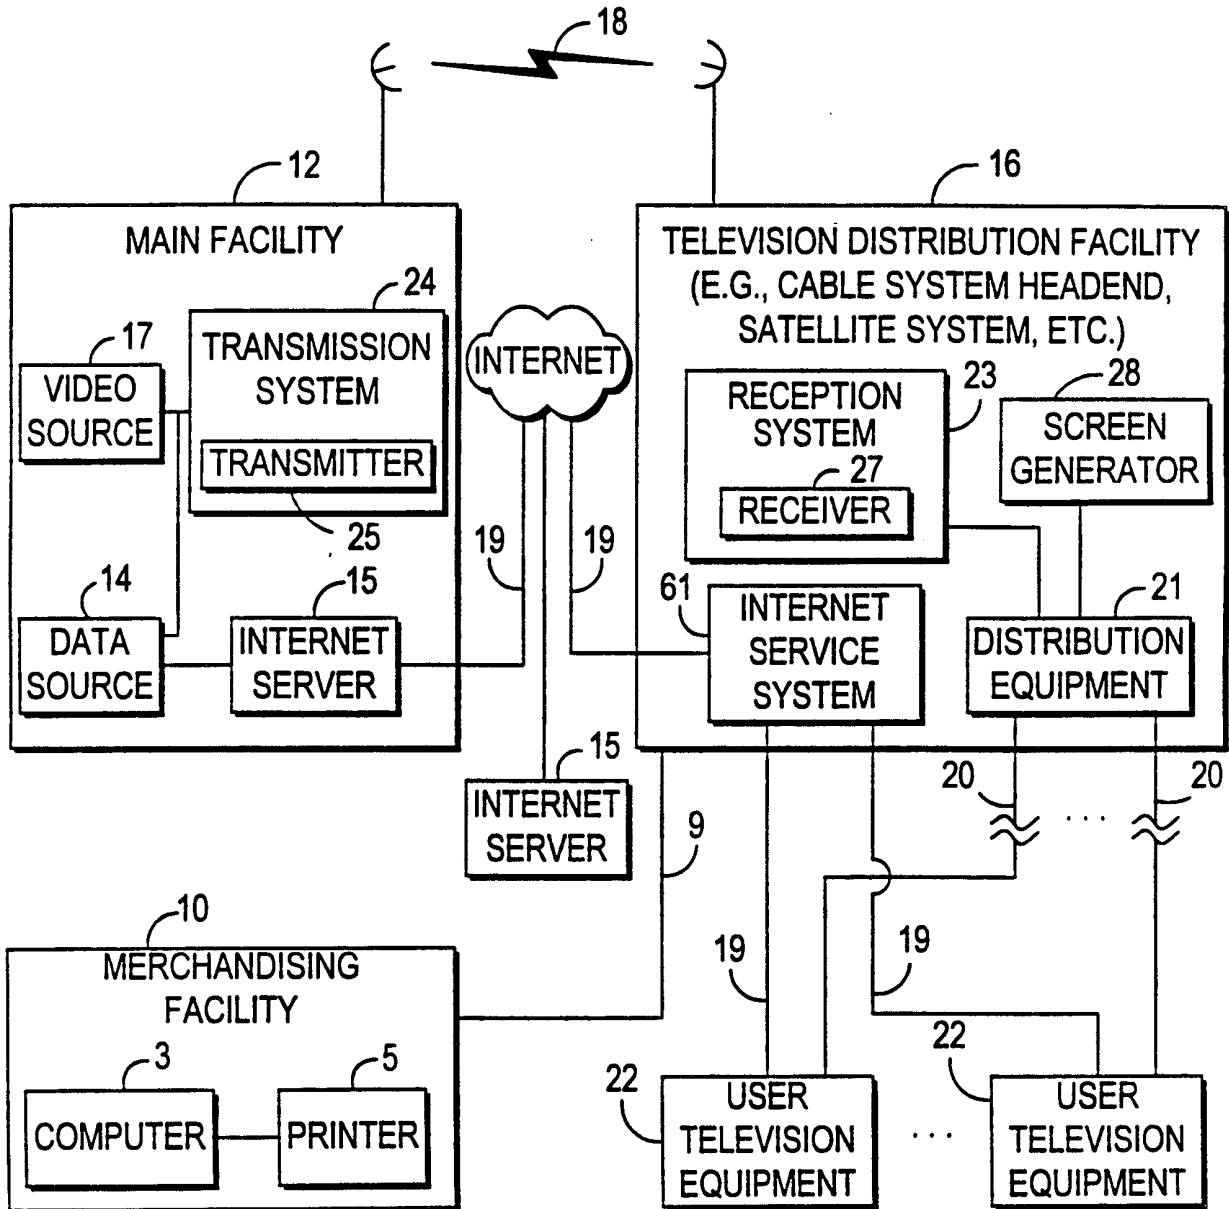 18
12
16
MAIN FACILITY
TELEVISION DISTRIBUTION FACILITY
(E.G., CABLE SYSTEM HEADEND,
SATELLITE SYSTEM, ETC.)
24
17
TRANSMISSION
SYSTEM
VIDEO
SOURCE
TRANSMITTER
25
INTERNET
23
28
RECEPTION
SYSTEM
27
RECEIVER
SCREEN
GENERATOR
19
19
14
15
DATA
SOURCE
INTERNET
SERVER
61
INTERNET
SERVICE
SYSTEM
21
DISTRIBUTION
EQUIPMENT
15
INTERNET
SERVER
20
. . .
20
9
10
MERCHANDISING
FACILITY
19
19
3
5
COMPUTER
PRINTER
22
USER
TELEVISION
EQUIPMENT
. . .
22
USER
TELEVISION
EQUIPMENT